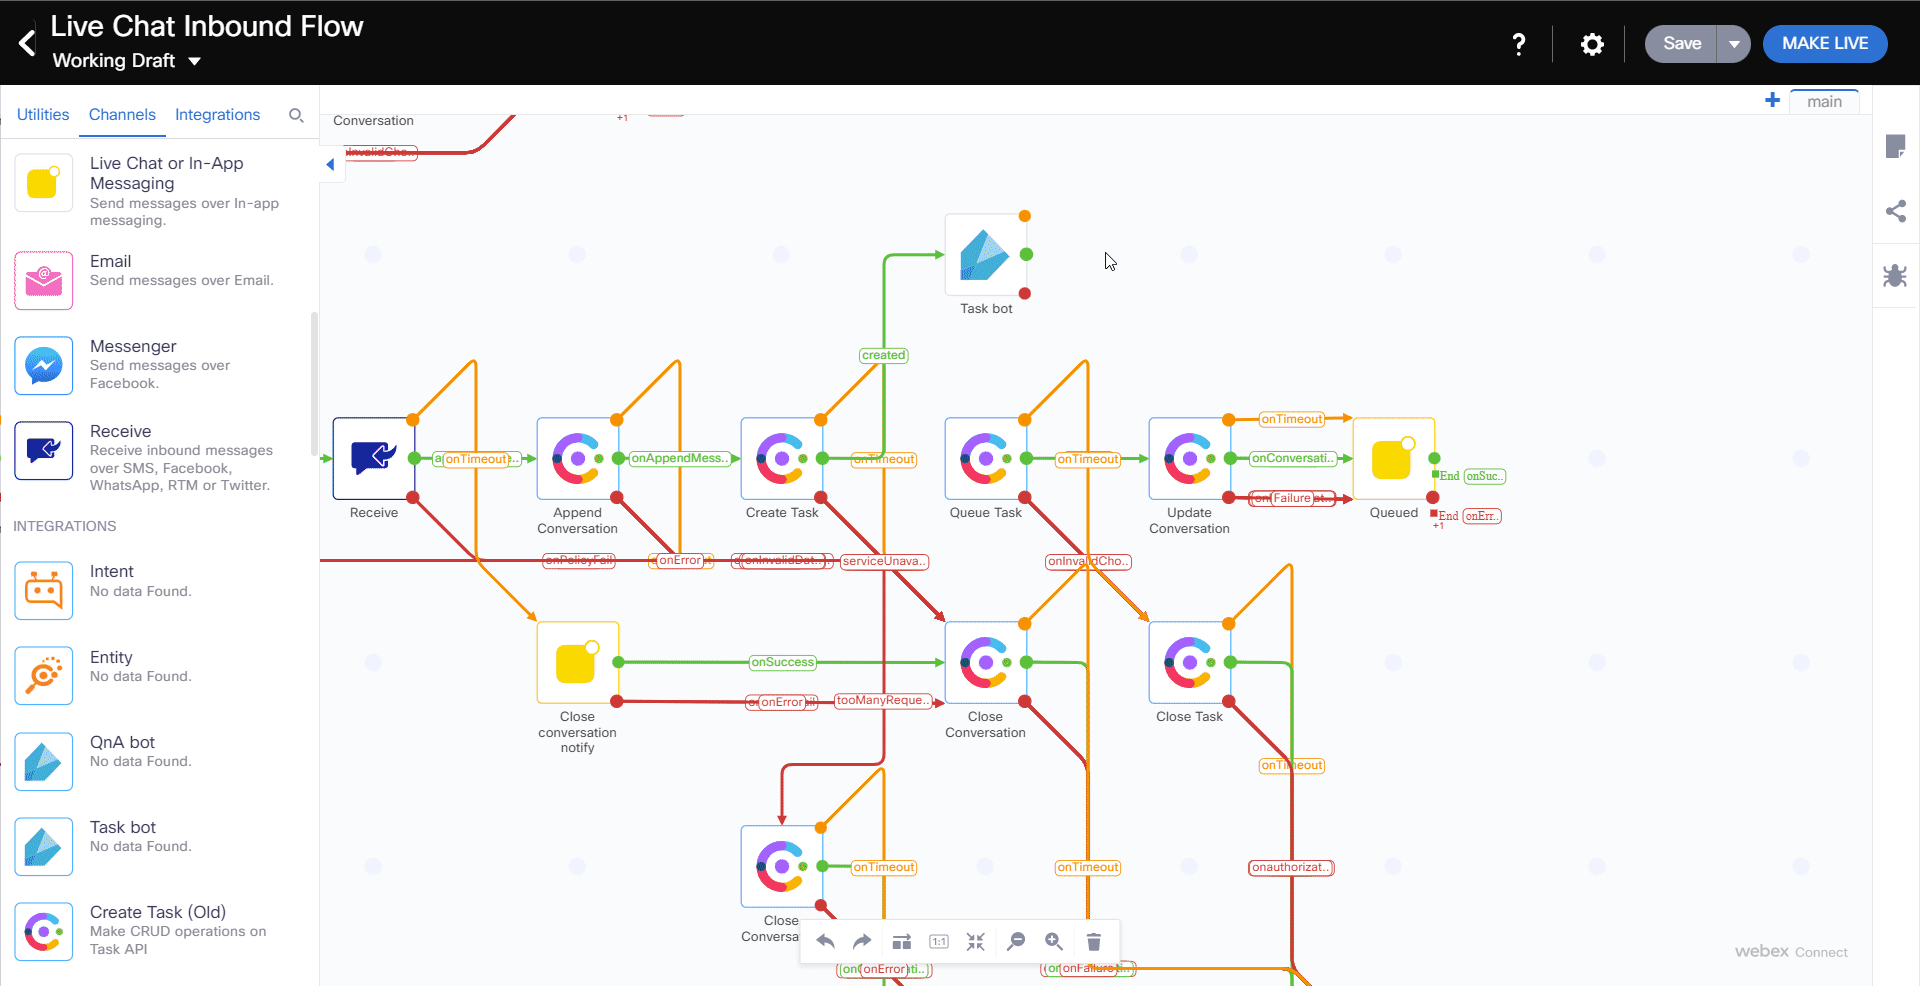 Live Chat Inbound Flow
Working Draft
?
Save
MAKE LIVE
Utilities
Channels
Integrations
main
Live Chat or In-App
Messaging
Send messages over In-app
messaging.
Email
Send messages over Email.
Messenger
Send messages over
Facebook.
Receive
Receive inbound messages
over SMS, Facebook,
WhatsApp, RTM or Twitter.
INTEGRATIONS
Intent
No data Found.
Entity
No data Found.
QnA bot
No data Found.
Task bot
No data Found.
Create Task (Old)
Make CRUD operations on
Task API
Conversation
+1
Task bot
created
onTimeout
onAppendMess..
onTimeout
onTimeout
onTimeout
onConversati..
Failure
End onSuc..
End onErr..
+1
Receive
Append
Conversation
Create Task
Queue Task
Update
Conversation
Queued
onPolicyFail
onError
onInvalidDat..
serviceUnava..
onInvalidCho..
onSuccess
onError
tooManyReque..
Close
conversation
notify
Close
Conversation
Close Task
onTimeout
onTimeout
onTimeout
onauthorizat..
Close
Conversa
1:1
onError
onFailure
webex Connect